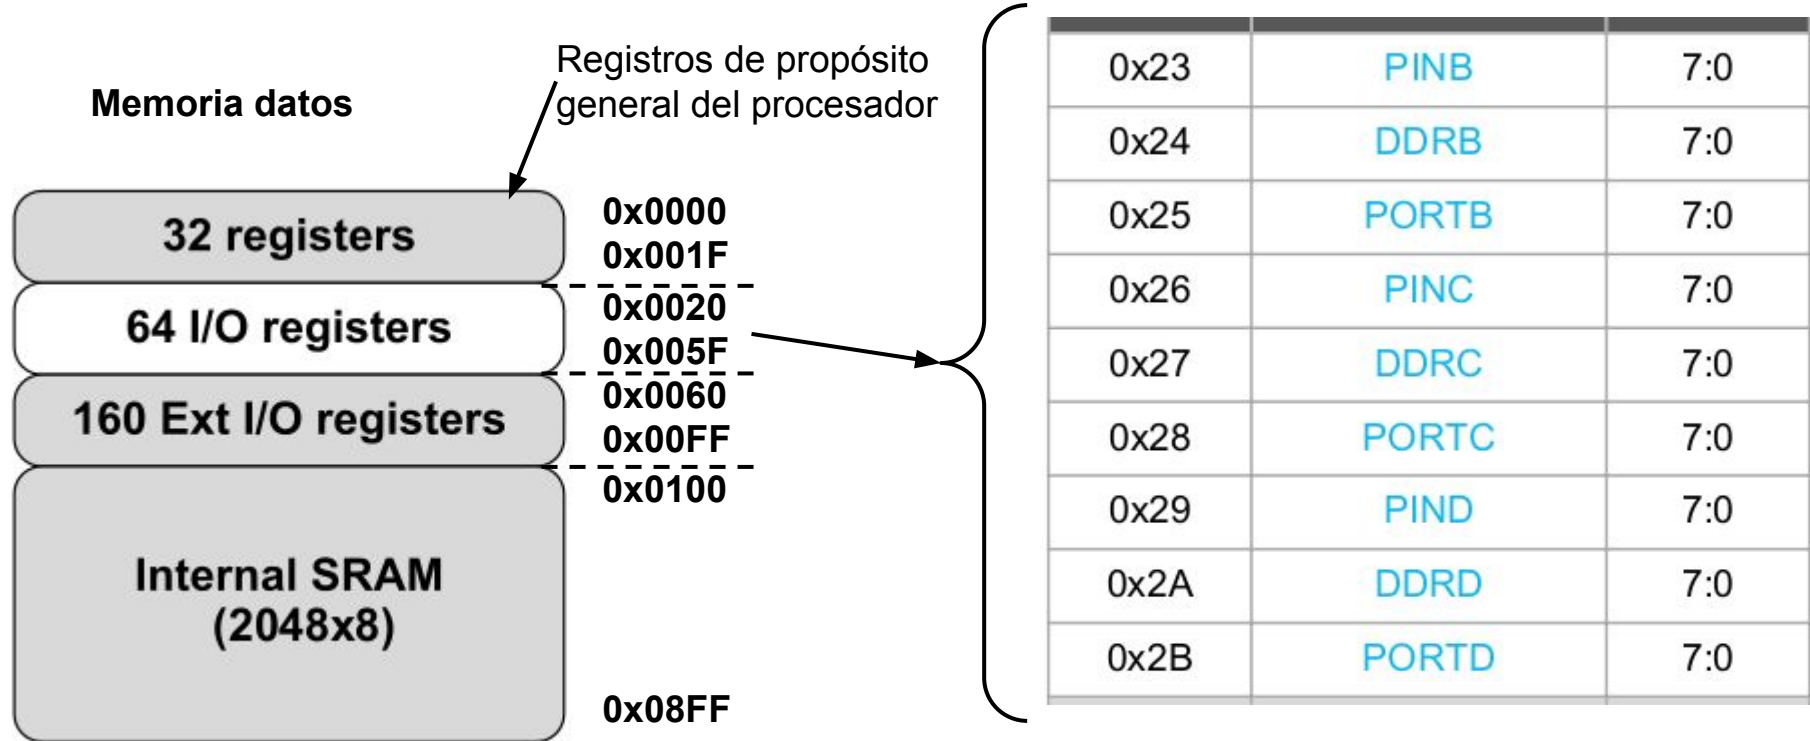 Memoria datos
Registros de propósito
general del procesador
32 registers
0x0000
0x001F
64 I/O registers
0x0020
0x005F
160 Ext I/O registers
0x0060
0x00FF
0x0100
Internal SRAM
(2048x8)
0x08FF
0x23 PINB 7:0
0x24 DDRB 7:0
0x25 PORTB 7:0
0x26 PINC 7:0
0x27 DDRC 7:0
0x28 PORTC 7:0
0x29 PIND 7:0
0x2A DDRD 7:0
0x2B PORTD 7:0